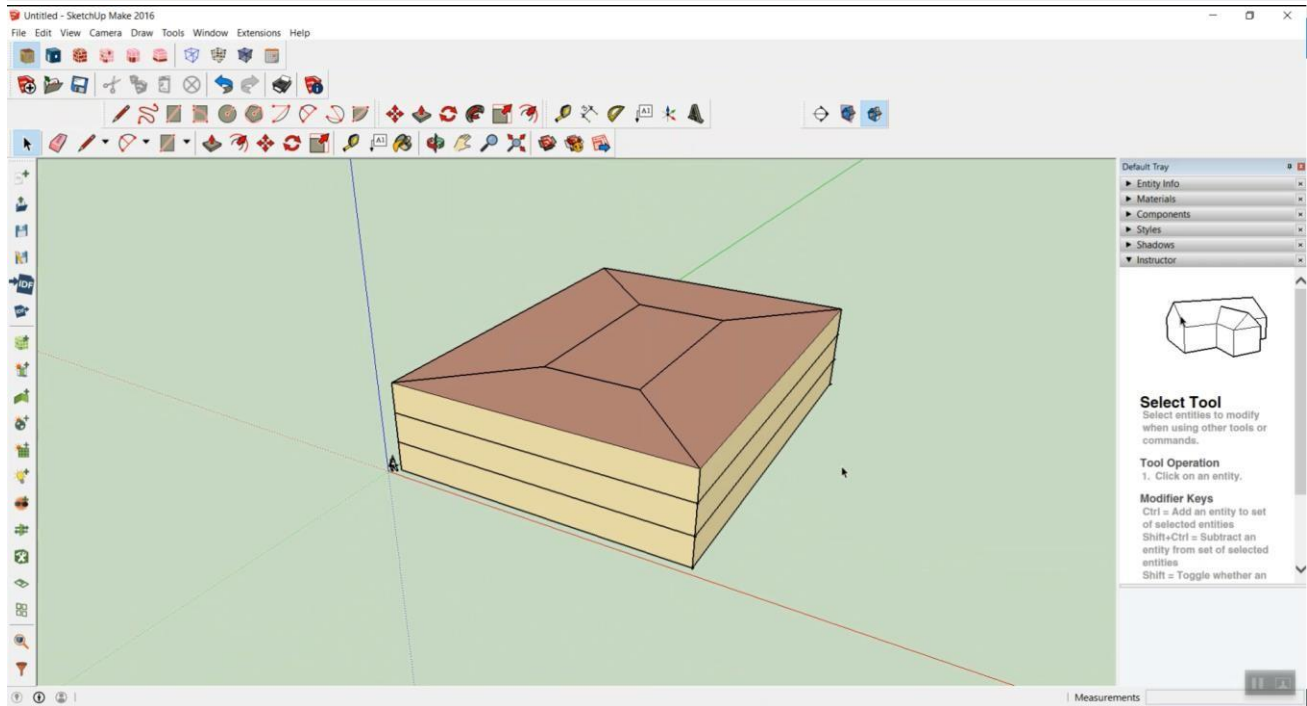 Untitled - SketchUp Make 2016
File Edit View Camera Draw Tools Window Extensions Help
A1
A1
IDF
Default Tray
Entity Info
Materials
Components
Styles
Shadows
Instructor
Select Tool
Select entities to modify
when using other tools or
commands.
Tool Operation
1. Click on an entity.
Modifier Keys
Ctrl = Add an entity to set
of selected entities
Shift+Ctrl = Subtract an
entity from set of selected
entities
Shift = Toggle whether an
Measurements